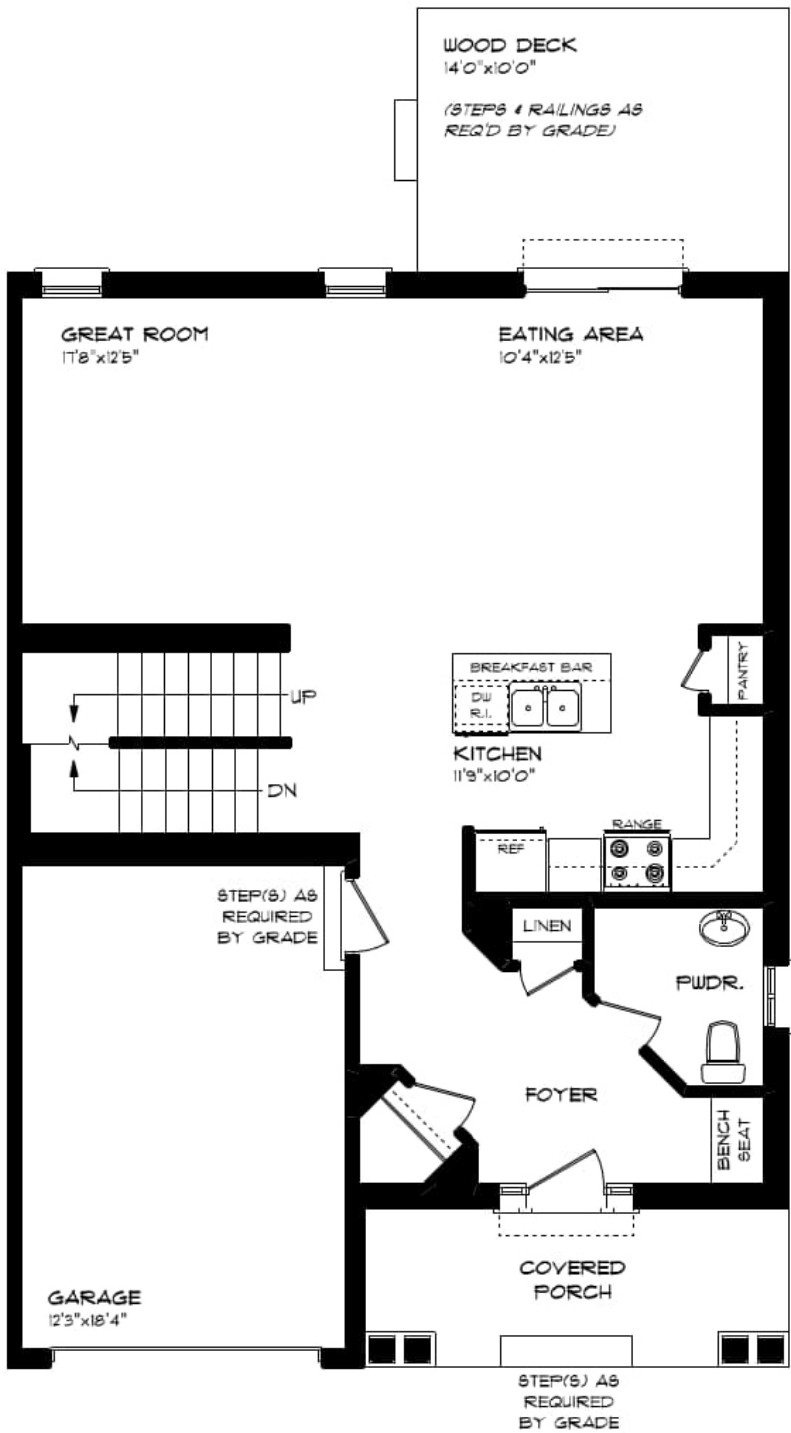 WOOD DECK
14'0"x10'0"
(STEPS & RAILINGS AS
REQ'D BY GRADE)
GREAT ROOM
17'8"x12'5"
EATING AREA
10'4"x12'5"
UP
DN
BREAKFAST BAR
DW
R.I.
PANTRY
KITCHEN
11'9"x10'0"
REF
RANGE
STEP(S) AS
REQUIRED
BY GRADE
LINEN
PWDR.
FOYER
BENCH
SEAT
COVERED
PORCH
GARAGE
12'3"x18'4"
STEP(S) AS
REQUIRED
BY GRADE